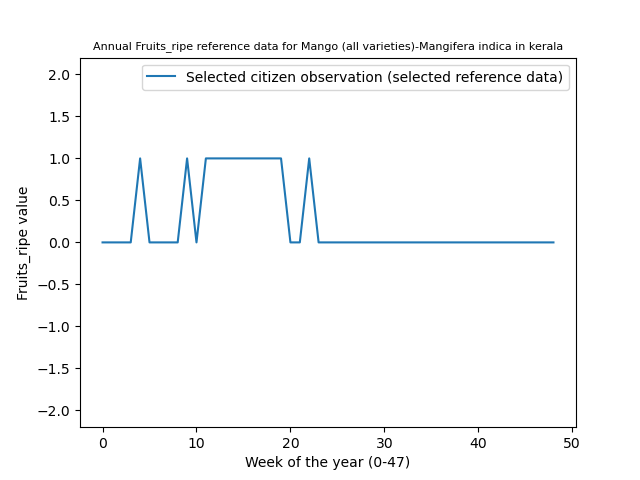 Annual Fruits_ripe reference data for Mango (all varieties)-Mangifera indica in kerala
Selected citizen observation (selected reference data)
2.0
1.5
1.0
0.5
0.0
−0.5
−1.0
−1.5
−2.0
Fruits_ripe value
0 10 20 30 40 50
Week of the year (0-47)